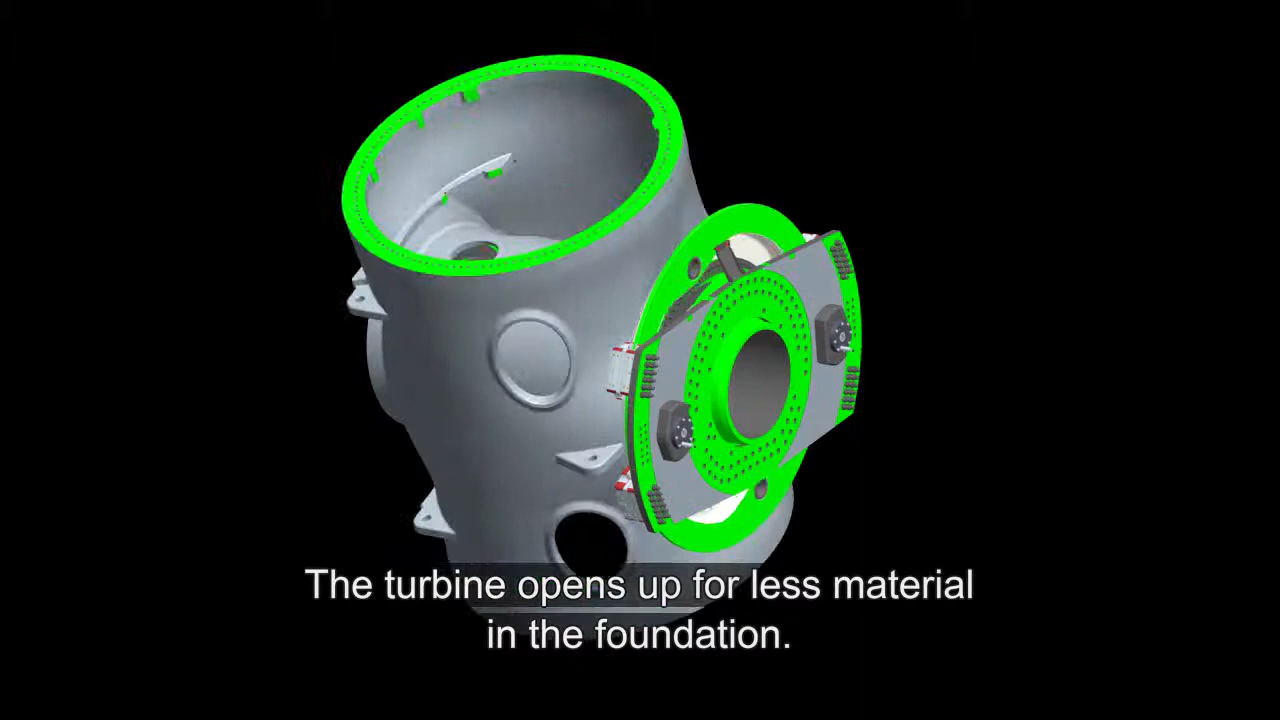 The turbine opens up for less material
in the foundation.